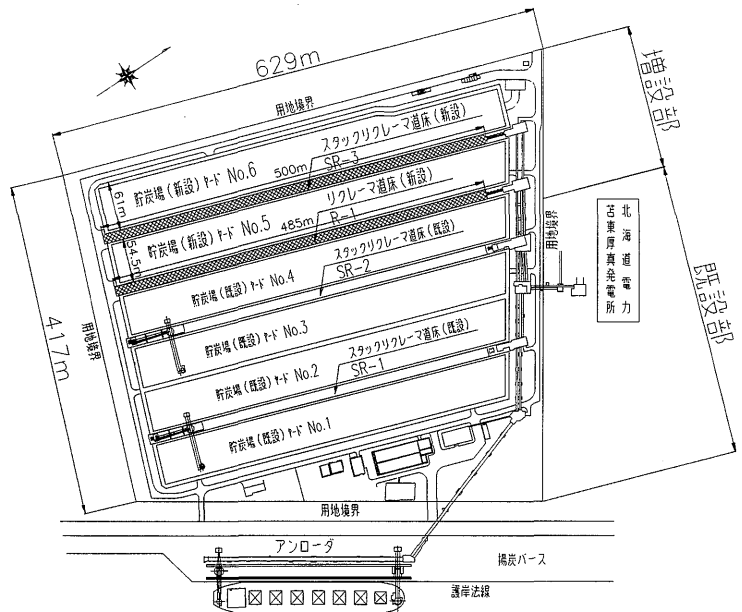 629m
増設部
用地境界
スタックリクレーマ道床(新設)
貯炭場(新設)ヤード No.6
500m
SR-3
61m
リクレーマ道床(新設)
貯炭場(新設)ヤード No.5
485m
R-1
54.5m
スタックリクレーマ道床(既設)
貯炭場(既設)ヤード No.4
SR-2
用地境界
北海道電力
苫東厚真発電所
既設部
417m
用地境界
貯炭場(既設)ヤード No.3
スタックリクレーマ道床(既設)
貯炭場(既設)ヤード No.2
SR-1
貯炭場(既設)ヤード No.1
用地境界
アンローダ
揚炭バース
護岸法線